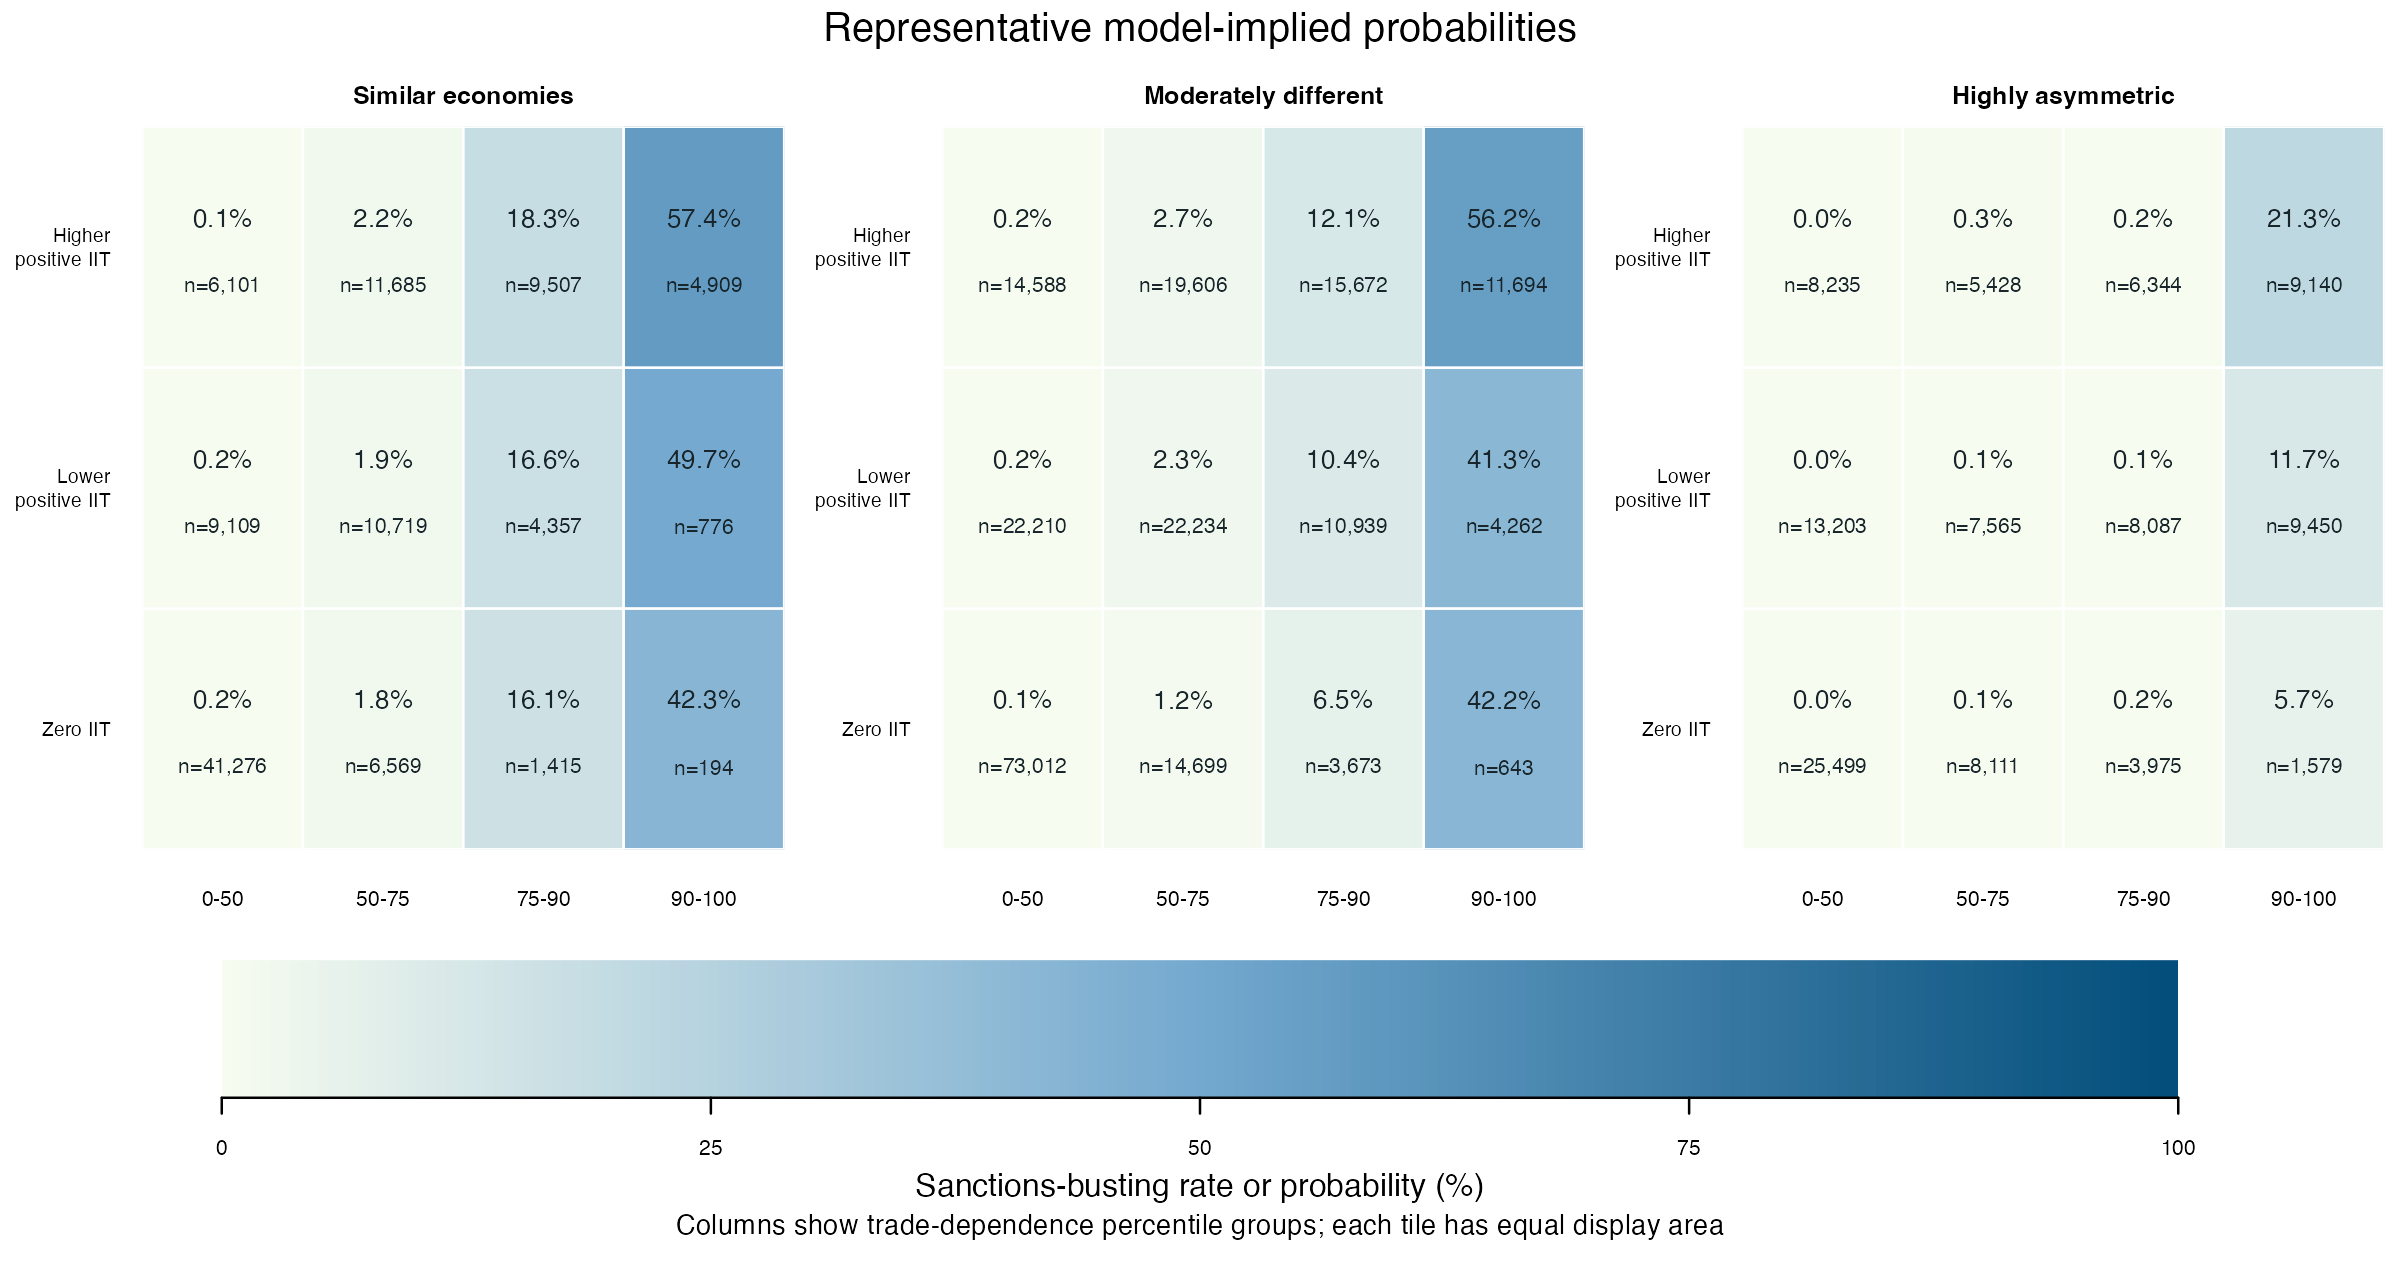 Representative model-implied probabilities
Similar economies
Moderately different
Highly asymmetric
Higher
positive IIT
0.1% 2.2% 18.3% 57.4%
n=6,101 n=11,685 n=9,507 n=4,909
Higher
positive IIT
0.2% 2.7% 12.1% 56.2%
n=14,588 n=19,606 n=15,672 n=11,694
Higher
positive IIT
0.0% 0.3% 0.2% 21.3%
n=8,235 n=5,428 n=6,344 n=9,140
Lower
positive IIT
0.2% 1.9% 16.6% 49.7%
n=9,109 n=10,719 n=4,357 n=776
Lower
positive IIT
0.2% 2.3% 10.4% 41.3%
n=22,210 n=22,234 n=10,939 n=4,262
Lower
positive IIT
0.0% 0.1% 0.1% 11.7%
n=13,203 n=7,565 n=8,087 n=9,450
Zero IIT
0.2% 1.8% 16.1% 42.3%
n=41,276 n=6,569 n=1,415 n=194
Zero IIT
0.1% 1.2% 6.5% 42.2%
n=73,012 n=14,699 n=3,673 n=643
Zero IIT
0.0% 0.1% 0.2% 5.7%
n=25,499 n=8,111 n=3,975 n=1,579
0-50 50-75 75-90 90-100
0-50 50-75 75-90 90-100
0-50 50-75 75-90 90-100
0 25 50 75 100
Sanctions-busting rate or probability (%)
Columns show trade-dependence percentile groups; each tile has equal display area